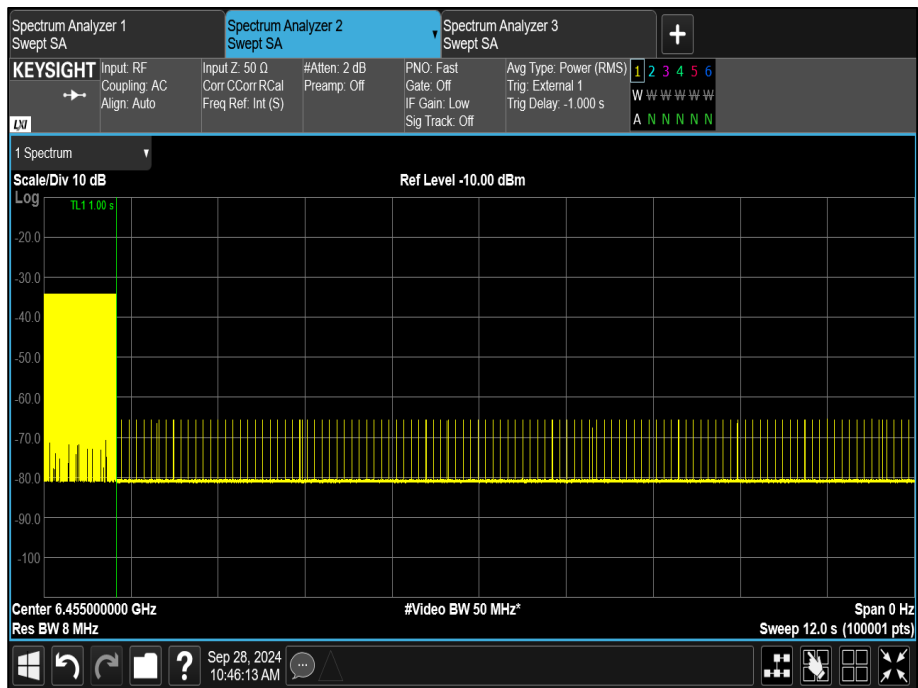 Spectrum Analyzer 1
Swept SA
Spectrum Analyzer 2
Swept SA
Spectrum Analyzer 3
Swept SA
KEYSIGHT
LXI
Input: RF
Coupling: AC
Align: Auto
Input Z: 50 Ω
Corr CCorr RCal
Freq Ref: Int (S)
#Atten: 2 dB
Preamp: Off
PNO: Fast
Gate: Off
IF Gain: Low
Sig Track: Off
Avg Type: Power (RMS)
Trig: External 1
Trig Delay: -1.000 s
1 2 3 4 5 6
W W W W W W
A N N N N N
1 Spectrum
Scale/Div 10 dB
Ref Level -10.00 dBm
Log
TL1 1.00 s
-20.0
-30.0
-40.0
-50.0
-60.0
-70.0
-80.0
-90.0
-100
Center 6.455000000 GHz
#Video BW 50 MHz*
Span 0 Hz
Res BW 8 MHz
Sweep 12.0 s (100001 pts)
?
Sep 28, 2024
10:46:13 AM